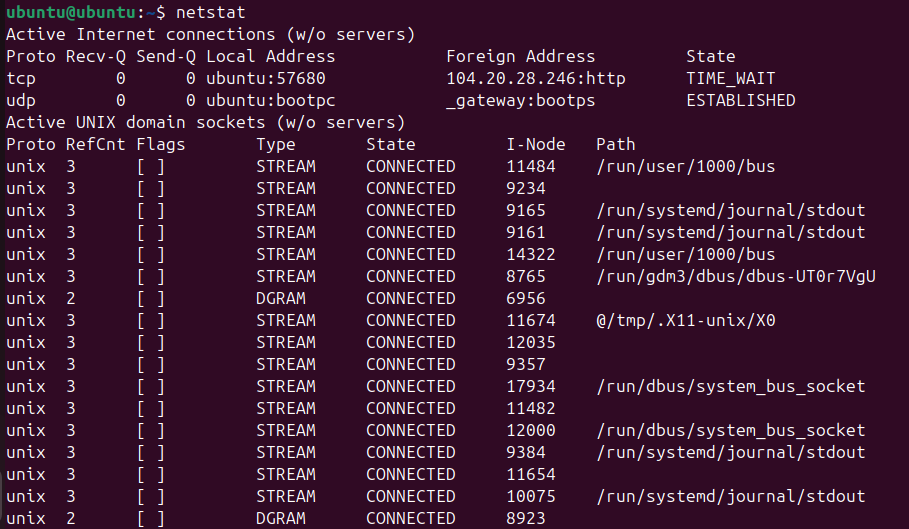 ubuntu@ubuntu:~$ netstat
Active Internet connections (w/o servers)
Proto Recv-Q Send-Q Local Address           Foreign Address         State
tcp        0      0 ubuntu:57680            104.20.28.246:http      TIME_WAIT
udp        0      0 ubuntu:bootpc           _gateway:bootps         ESTABLISHED
Active UNIX domain sockets (w/o servers)
Proto RefCnt Flags       Type       State         I-Node   Path
unix  3      [ ]         STREAM     CONNECTED     11484    /run/user/1000/bus
unix  3      [ ]         STREAM     CONNECTED     9234
unix  3      [ ]         STREAM     CONNECTED     9165     /run/systemd/journal/stdout
unix  3      [ ]         STREAM     CONNECTED     9161     /run/systemd/journal/stdout
unix  3      [ ]         STREAM     CONNECTED     14322    /run/user/1000/bus
unix  3      [ ]         STREAM     CONNECTED     8765     /run/gdm3/dbus/dbus-UT0r7VgU
unix  2      [ ]         DGRAM      CONNECTED     6956
unix  3      [ ]         STREAM     CONNECTED     11674    @/tmp/.X11-unix/X0
unix  3      [ ]         STREAM     CONNECTED     12035
unix  3      [ ]         STREAM     CONNECTED     9357
unix  3      [ ]         STREAM     CONNECTED     17934    /run/dbus/system_bus_socket
unix  3      [ ]         STREAM     CONNECTED     11482
unix  3      [ ]         STREAM     CONNECTED     12000    /run/dbus/system_bus_socket
unix  3      [ ]         STREAM     CONNECTED     9384     /run/systemd/journal/stdout
unix  3      [ ]         STREAM     CONNECTED     11654
unix  3      [ ]         STREAM     CONNECTED     10075    /run/systemd/journal/stdout
unix  2      [ ]         DGRAM      CONNECTED     8923